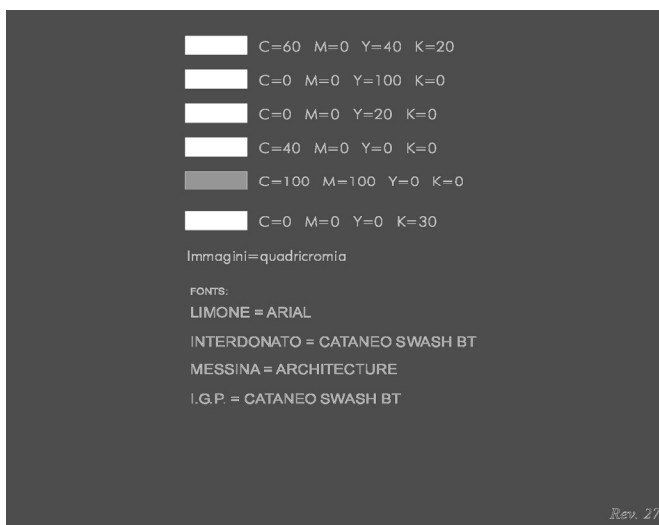 C=60 M=0 Y=40 K=20
C=0 M=0 Y=100 K=0
C=0 M=0 Y=20 K=0
C=40 M=0 Y=0 K=0
C=100 M=100 Y=0 K=0
C=0 M=0 Y=0 K=30
Immagini=quadricromia
FONTS:
LIMONE = ARIAL
INTERDONATO = CATANEO SWASH BT
MESSINA = ARCHITECTURE
I.G.P. = CATANEO SWASH BT
Rev. 27